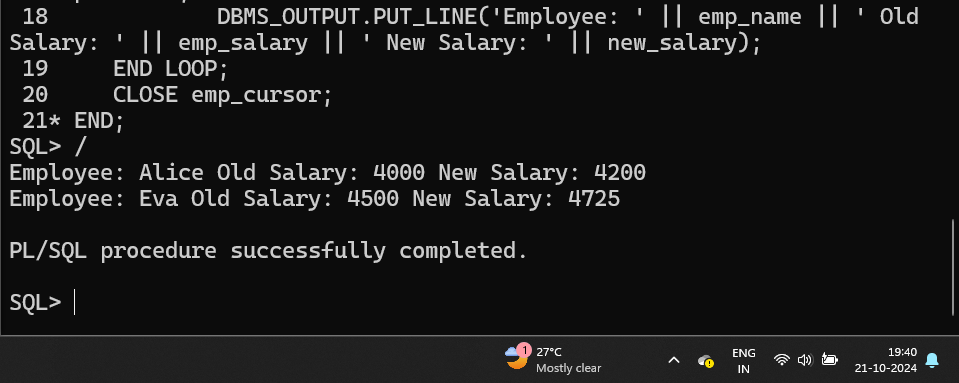 18             DBMS_OUTPUT.PUT_LINE('Employee: ' || emp_name || ' Old
Salary: ' || emp_salary || ' New Salary: ' || new_salary);
 19     END LOOP;
 20     CLOSE emp_cursor;
 21* END;
SQL> /
Employee: Alice Old Salary: 4000 New Salary: 4200
Employee: Eva Old Salary: 4500 New Salary: 4725
PL/SQL procedure successfully completed.
SQL>
1
27°C
Mostly clear
ENG
IN
19:40
21-10-2024